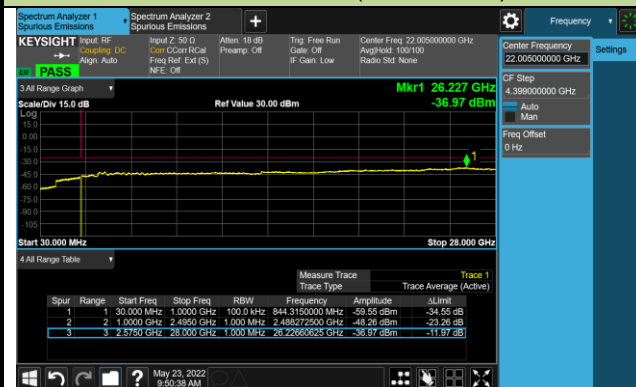 Spectrum Analyzer 1
Spurious Emissions
Spectrum Analyzer 2
Spurious Emissions
+
Frequency
KEYSIGHT
Input: RF
Coupling: DC
Align: Auto
Input Z: 50 Ω
Corr CCorr RCal
Freq Ref: Ext (S)
NFE: Off
Atten: 18 dB
Preamp: Off
Trig: Free Run
Gate: Off
IF Gain: Low
Center Freq: 22.005000000 GHz
Avg|Hold: 100/100
Radio Std: None
PASS
Center Frequency
22.005000000 GHz
Settings
CF Step
4.399000000 GHz
Auto
Man
Freq Offset
0 Hz
3 All Range Graph
Mkr1 26.227 GHz
Scale/Div 15.0 dB
Ref Value 30.00 dBm
-36.97 dBm
Log
15.0
0.00
-15.0
-30.0
-45.0
-60.0
-75.0
-90.0
-105
1
Start 30.000 MHz
Stop 28.000 GHz
4 All Range Table
Measure Trace Trace 1
Trace Type Trace Average (Active)
Spur Range Start Freq Stop Freq RBW Frequency Amplitude ΔLimit
1 1 30.000 MHz 1.0000 GHz 100.0 kHz 844.3150000 MHz -59.55 dBm -34.55 dB
2 2 1.0000 GHz 2.4950 GHz 1.000 MHz 2.488272500 GHz -48.26 dBm -23.26 dB
3 3 2.5750 GHz 28.000 GHz 1.000 MHz 26.22660625 GHz -36.97 dBm -11.97 dB
?
May 23, 2022
9:50:38 AM